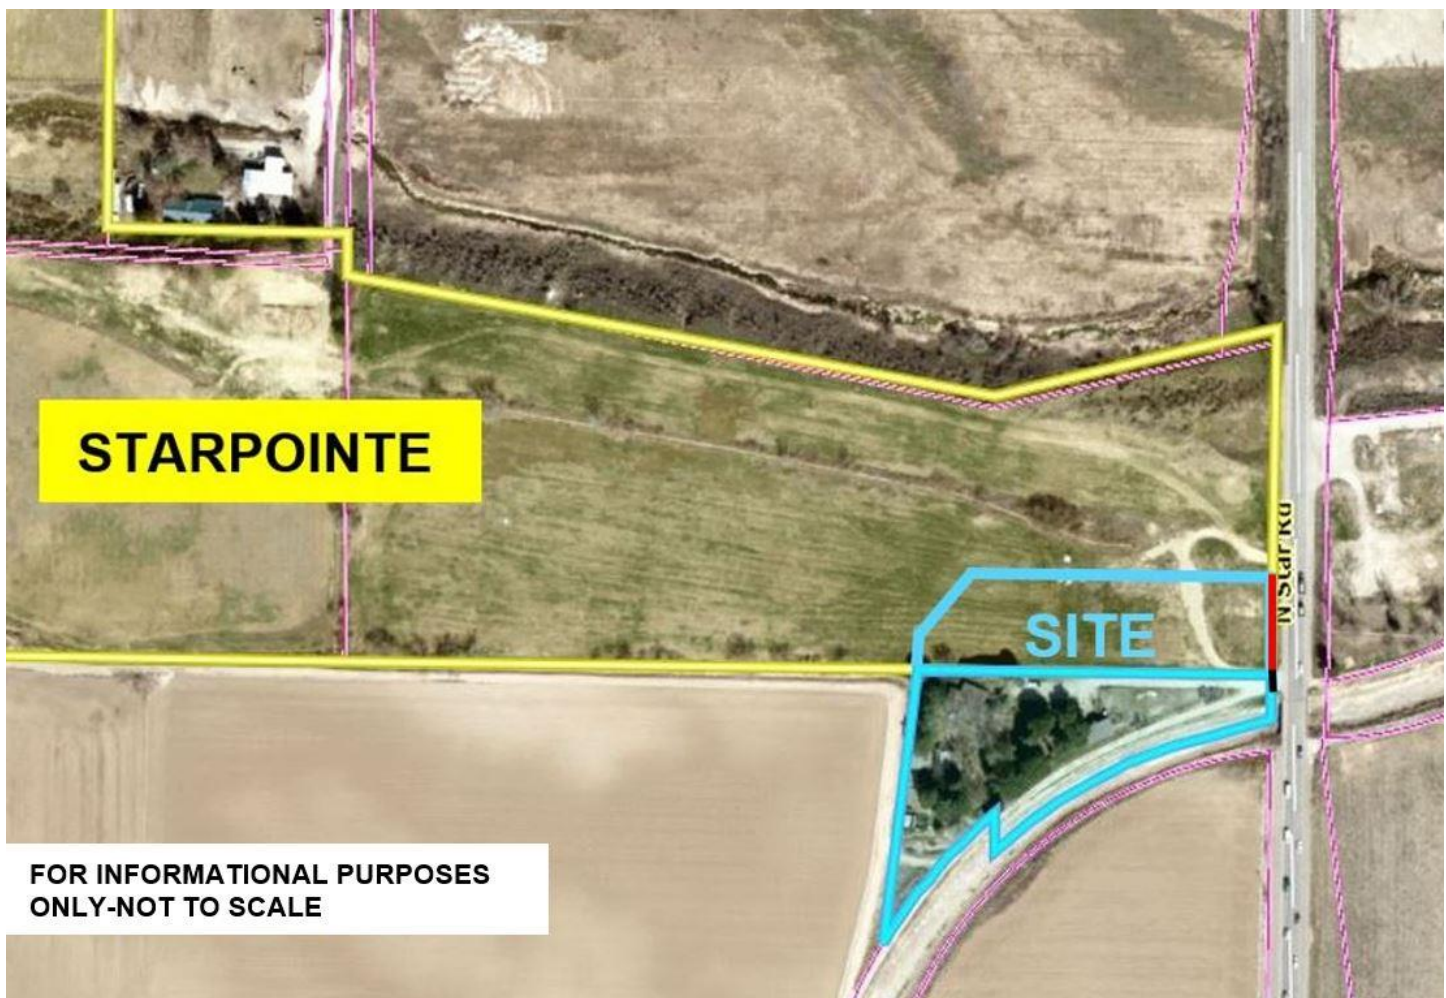 STARPOINTE
N Star Rd
SITE
FOR INFORMATIONAL PURPOSES
ONLY-NOT TO SCALE